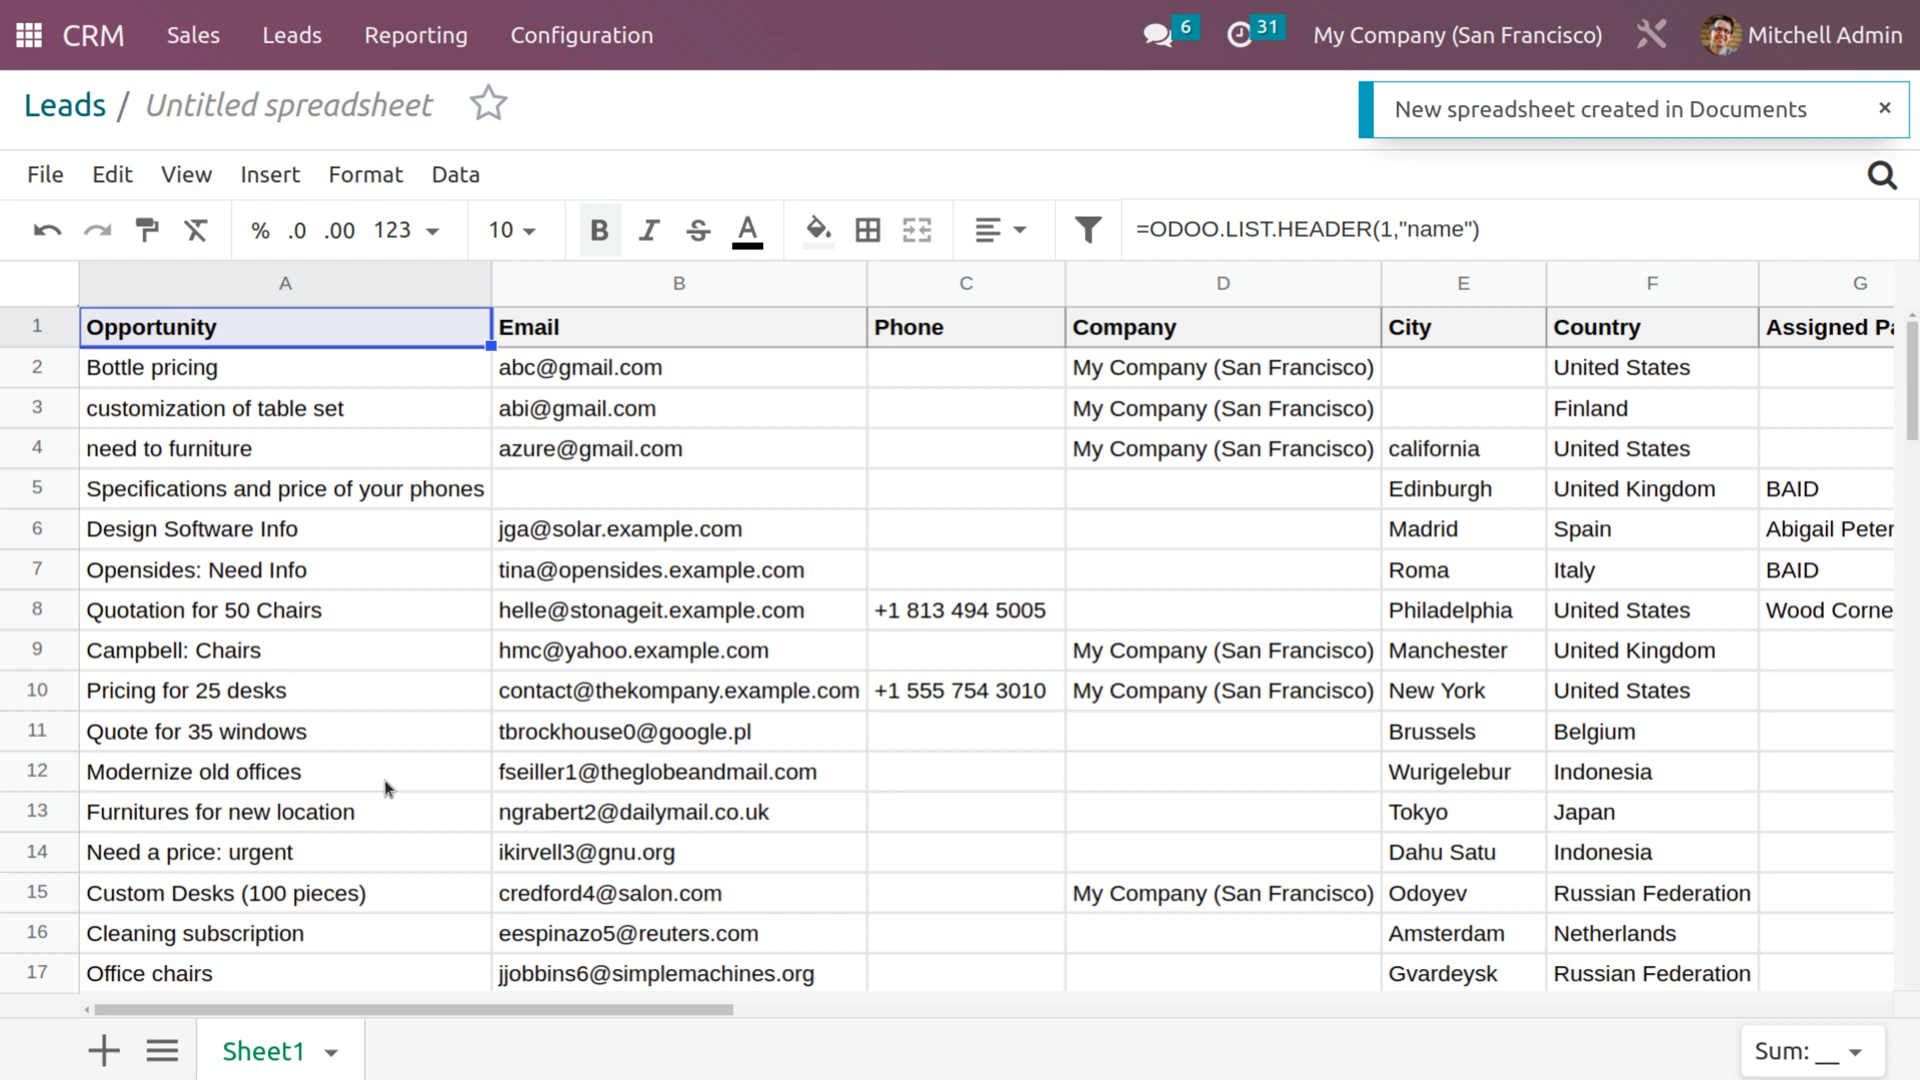 CRM Sales Leads Reporting Configuration 6 31 My Company (San Francisco) Mitchell Admin
Leads / Untitled spreadsheet
New spreadsheet created in Documents ×
File Edit View Insert Format Data
% .0 .00 123 10 B I S A =ODOO.LIST.HEADER(1,"name")
A B C D E F G
1 Opportunity Email Phone Company City Country Assigned Pa
2 Bottle pricing abc@gmail.com My Company (San Francisco) United States
3 customization of table set abi@gmail.com My Company (San Francisco) Finland
4 need to furniture azure@gmail.com My Company (San Francisco) california United States
5 Specifications and price of your phones Edinburgh United Kingdom BAID
6 Design Software Info jga@solar.example.com Madrid Spain Abigail Peter
7 Opensides: Need Info tina@opensides.example.com Roma Italy BAID
8 Quotation for 50 Chairs helle@stonageit.example.com +1 813 494 5005 Philadelphia United States Wood Corne
9 Campbell: Chairs hmc@yahoo.example.com My Company (San Francisco) Manchester United Kingdom
10 Pricing for 25 desks contact@thekompany.example.com +1 555 754 3010 My Company (San Francisco) New York United States
11 Quote for 35 windows tbrockhouse0@google.pl Brussels Belgium
12 Modernize old offices fseiller1@theglobeandmail.com Wurigelebur Indonesia
13 Furnitures for new location ngrabert2@dailymail.co.uk Tokyo Japan
14 Need a price: urgent ikirvell3@gnu.org Dahu Satu Indonesia
15 Custom Desks (100 pieces) credford4@salon.com My Company (San Francisco) Odoyev Russian Federation
16 Cleaning subscription eespinazo5@reuters.com Amsterdam Netherlands
17 Office chairs jjobbins6@simplemachines.org Gvardeysk Russian Federation
Sheet1 Sum: __